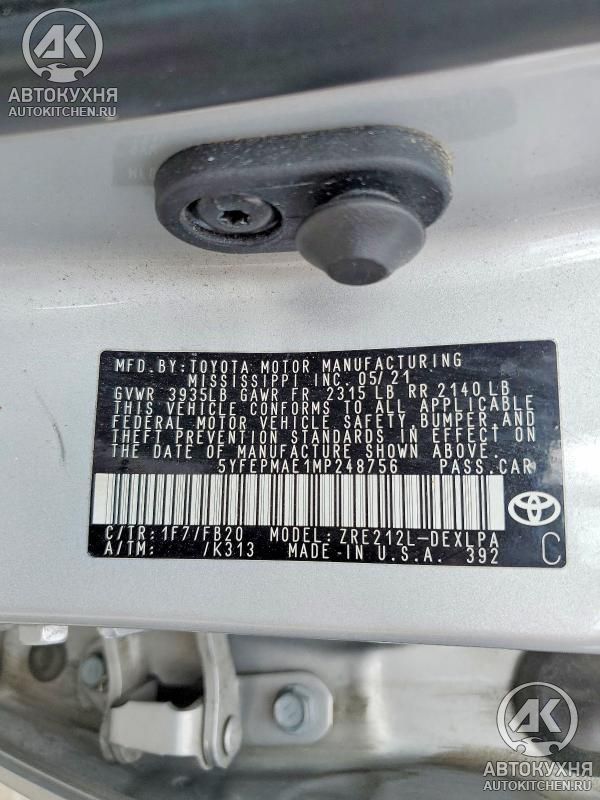 АК
АВТОКУХНЯ
AUTOKITCHEN.RU
MFD.BY:TOYOTA MOTOR MANUFACTURING
MISSISSIPPI INC. 05/21
GVWR 3935LB GAWR FR 2315 LB RR 2140 LB
THIS VEHICLE CONFORMS TO ALL APPLICABLE
FEDERAL MOTOR VEHICLE SAFETY,BUMPER,AND
THEFT PREVENTION STANDARDS IN EFFECT ON
THE DATE OF MANUFACTURE SHOWN ABOVE.
5YFEPMAE1MP248756 PASS.CAR
C/TR:1F7/FB20 MODEL:ZRE212L-DEXLPA
A/TM: /K313 MADE IN U.S.A. 392 C
АК
АВТОКУХНЯ
AUTOKITCHEN.RU